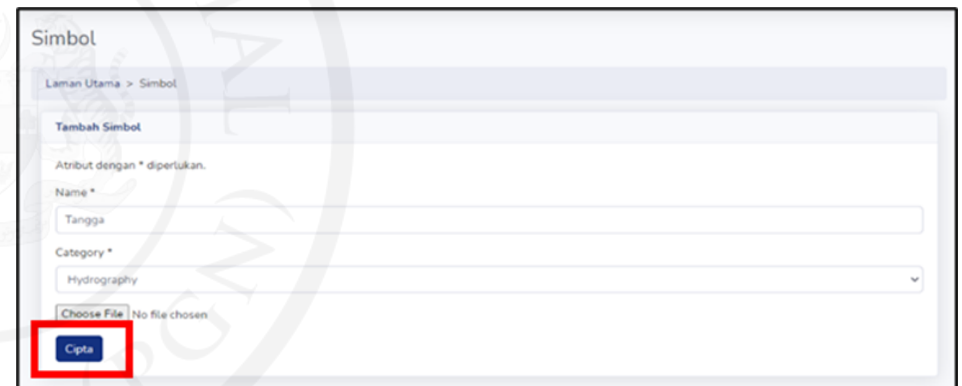 Simbol
Laman Utama > Simbol
Tambah Simbol
Atribut dengan * diperlukan.
Name *
Tangga
Category *
Hydrography
Choose File No file chosen
Cipta